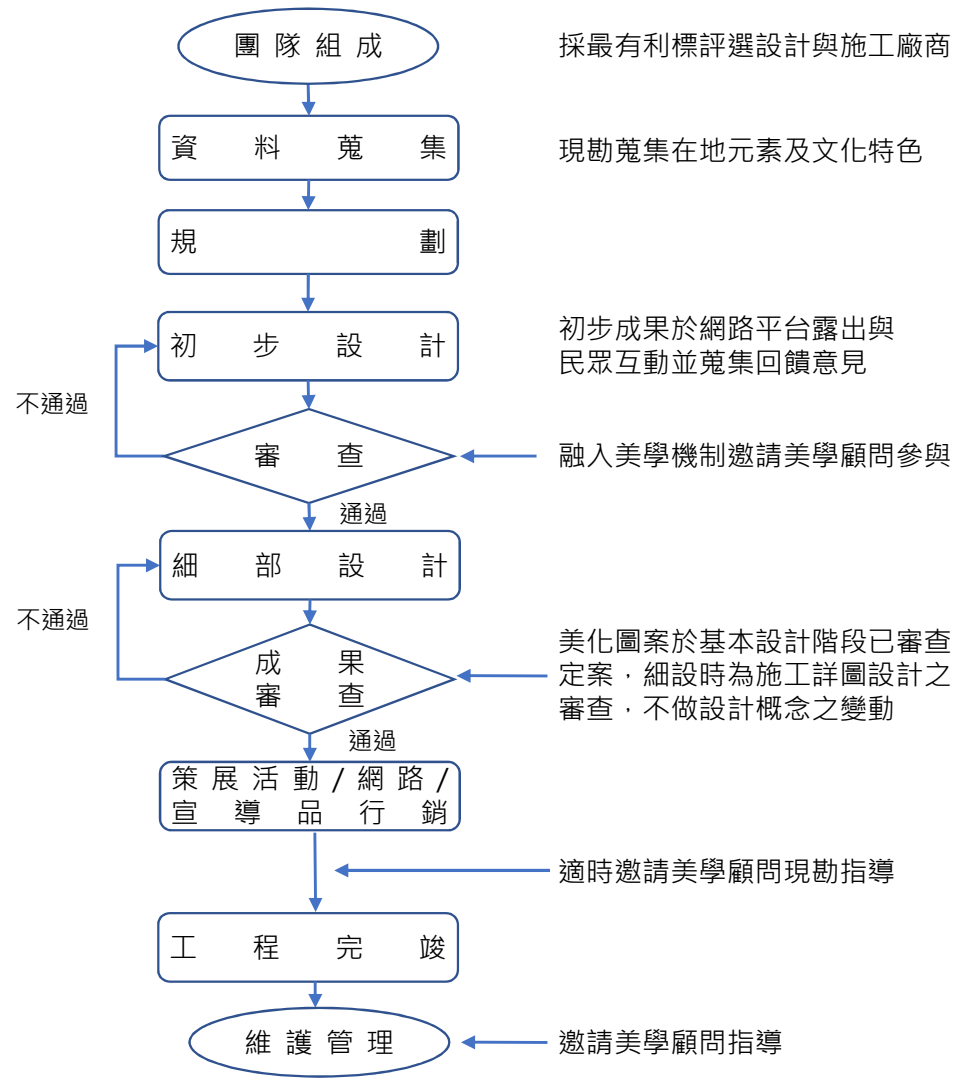 團隊組成
採最有利標評選設計與施工廠商
資料蒐集
現勘蒐集在地元素及文化特色
規劃
初步設計
初步成果於網路平台露出與
民眾互動並蒐集回饋意見
不通過
審查
融入美學機制邀請美學顧問參與
通過
細部設計
不通過
成果
審查
美化圖案於基本設計階段已審查
定案，細設時為施工詳圖設計之
審查，不做設計概念之變動
通過
策展活動/網路/
宣導品行銷
適時邀請美學顧問現勘指導
工程完竣
維護管理
邀請美學顧問指導